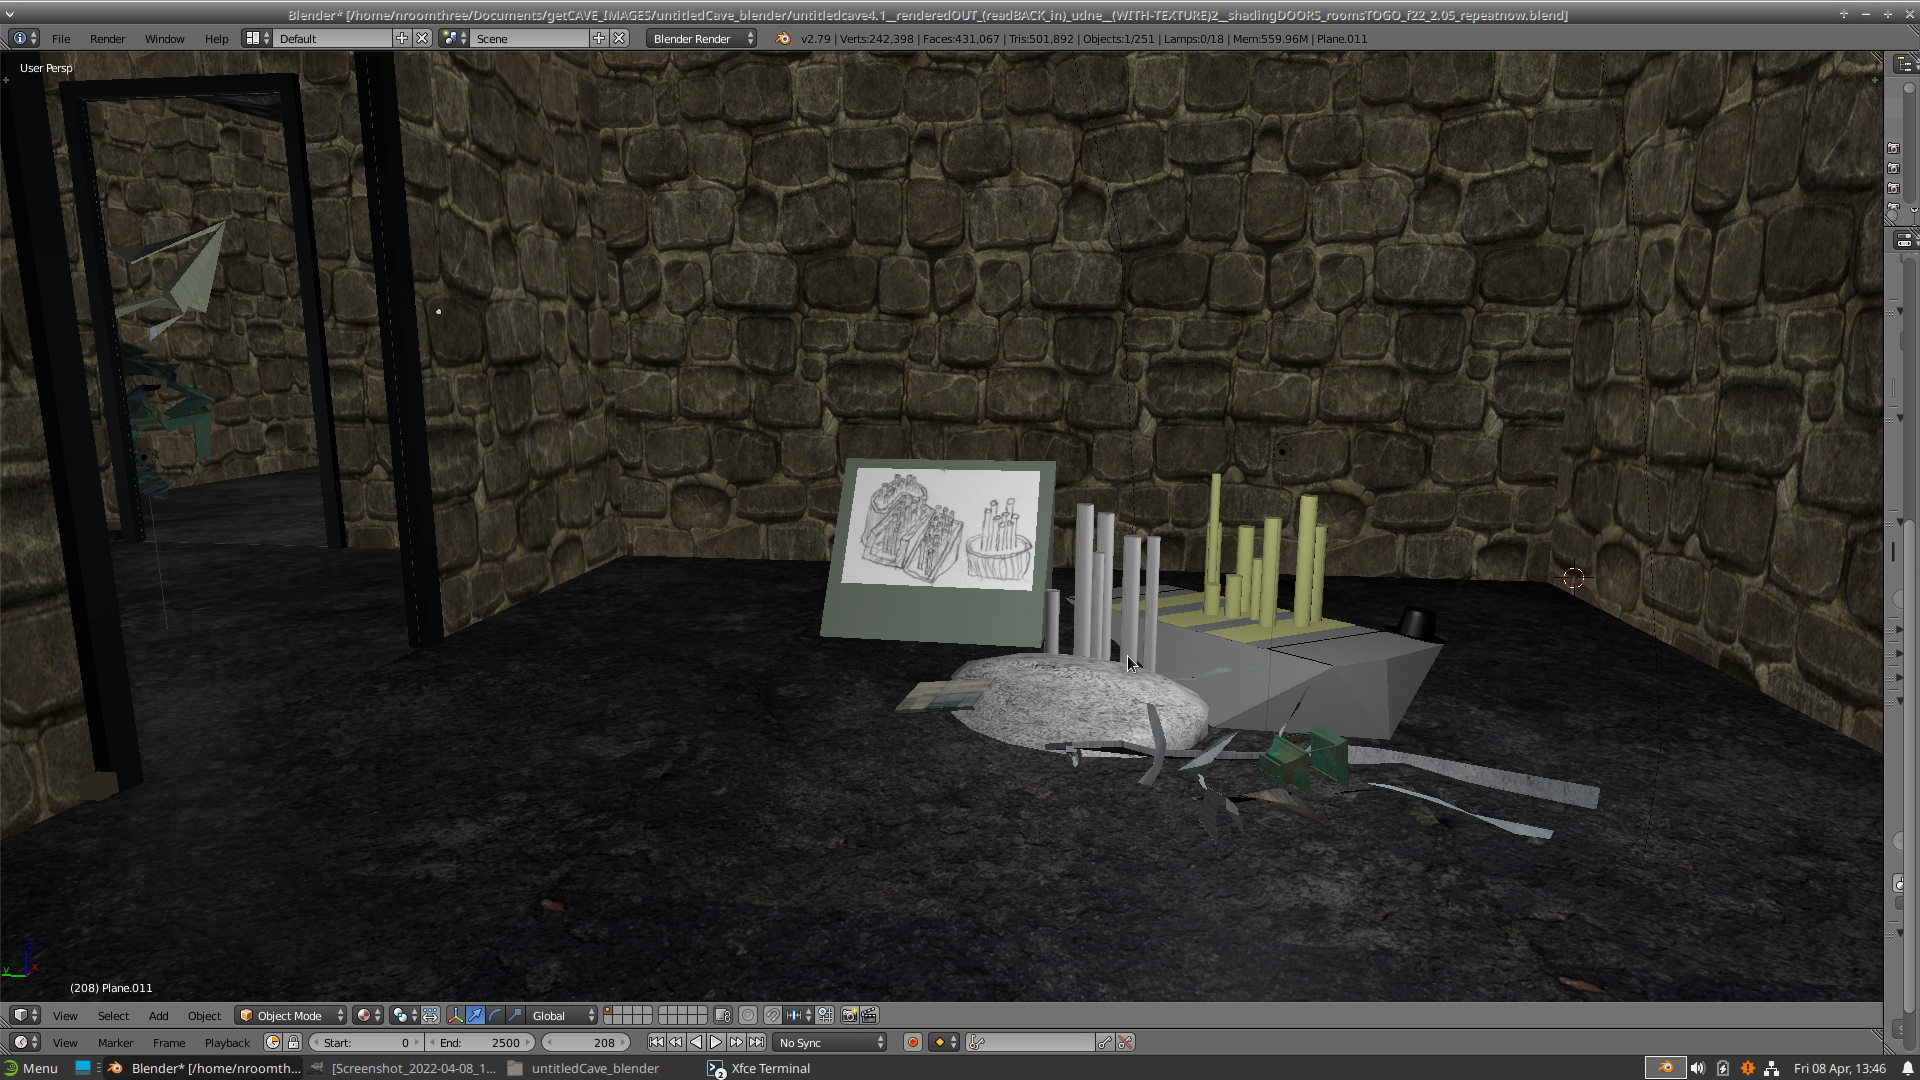 Blender* [/home/nroomthree/Documents/getCAVE_IMAGES/untitledCave_blender/untitledcave4.1__renderedOUT_(readBACK_in)_udne__(WITH-TEXTURE)2__shadingDOORS_roomsTOGO_f22_2.05_repeatnow.blend]
File Render Window Help Default Scene Blender Render v2.79 | Verts:242,398 | Faces:431,067 | Tris:501,892 | Objects:1/251 | Lamps:0/18 | Mem:559.96M | Plane.011
User Persp
(208) Plane.011
View Select Add Object Object Mode Global
View Marker Frame Playback Start: 0 End: 2500 208 No Sync
Menu Blender* [/home/nroomth... [Screenshot_2022-04-08_1... untitledCave_blender 2 Xfce Terminal Fri 08 Apr, 13:46